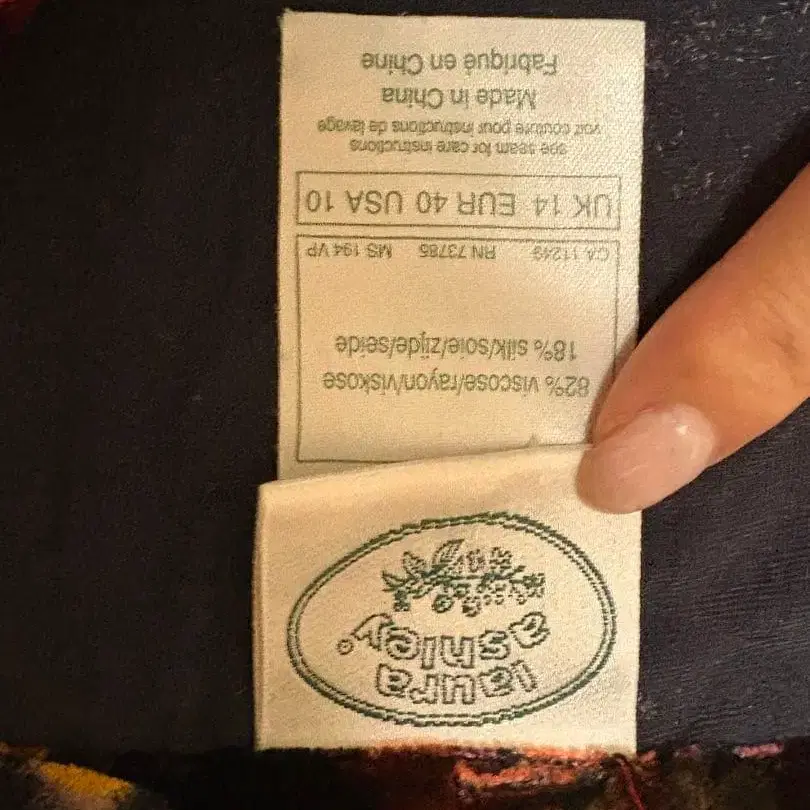 laura
ashley®
82% viscose/rayon/viskose
18% silk/soie/zijde/seide
CA 11249 RN 73785 MS 194 VP
UK 14 EUR 40 USA 10
see seam for care instructions
voir couture pour instructions de lavage
Made in China
Fabriqué en Chine